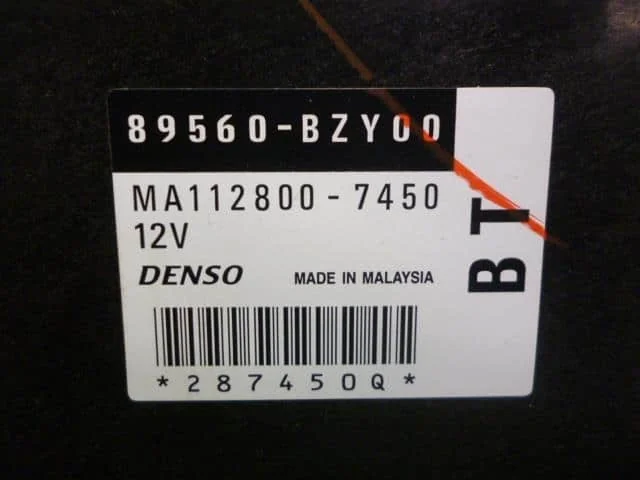 89560-BZY00
MA112800-7450
12V
DENSO MADE IN MALAYSIA
*287450Q*
BT